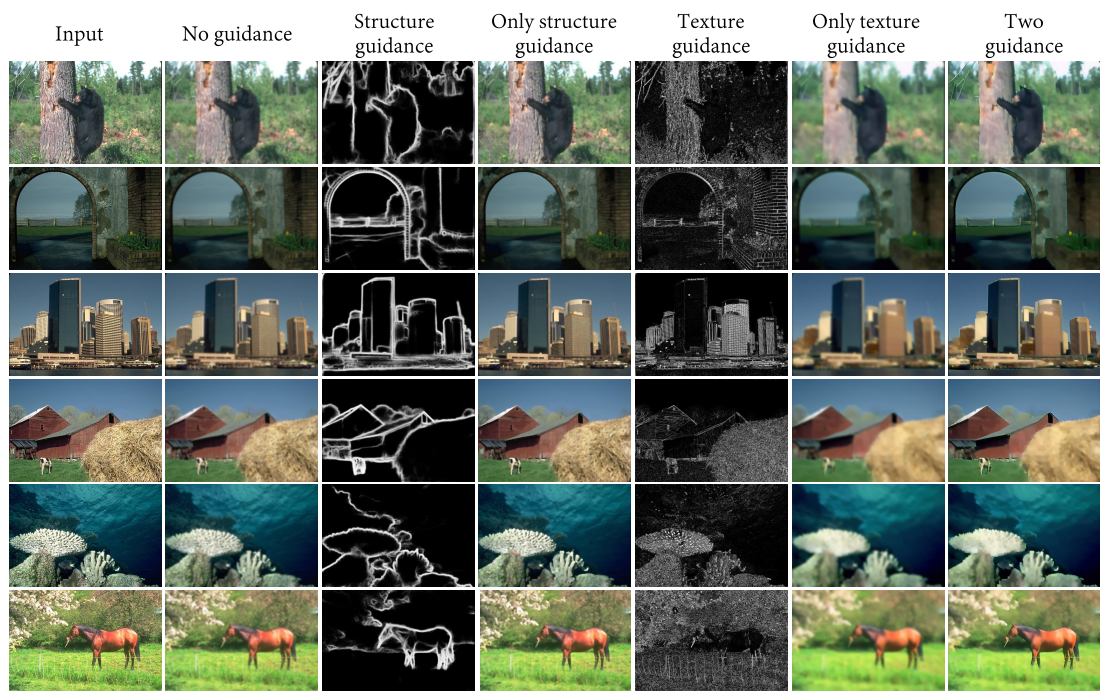 Input
No guidance
Structure
guidance
Only structure
guidance
Texture
guidance
Only texture
guidance
Two
guidance